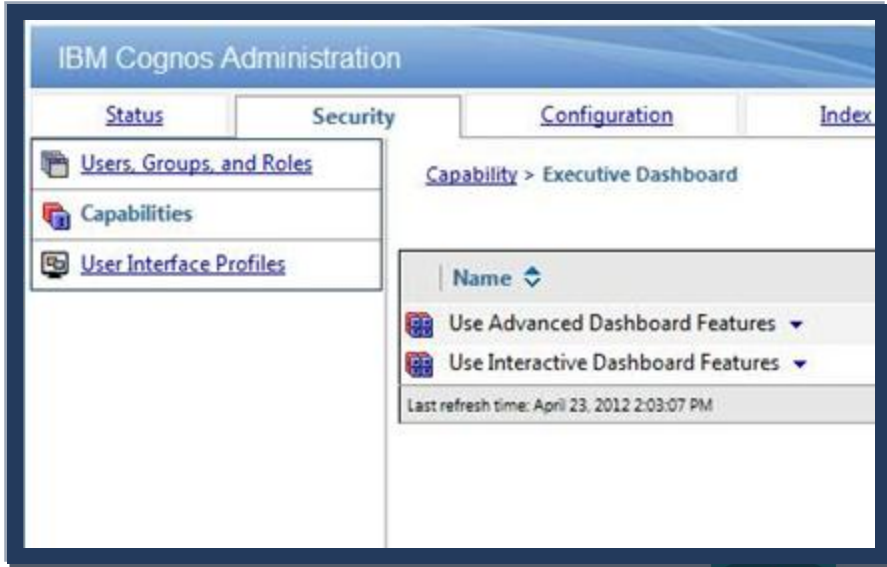 IBM Cognos Administration
Status Security Configuration Index
Users, Groups, and Roles
Capability > Executive Dashboard
Capabilities
User Interface Profiles
Name
Use Advanced Dashboard Features
Use Interactive Dashboard Features
Last refresh time: April 23, 2012 2:03:07 PM